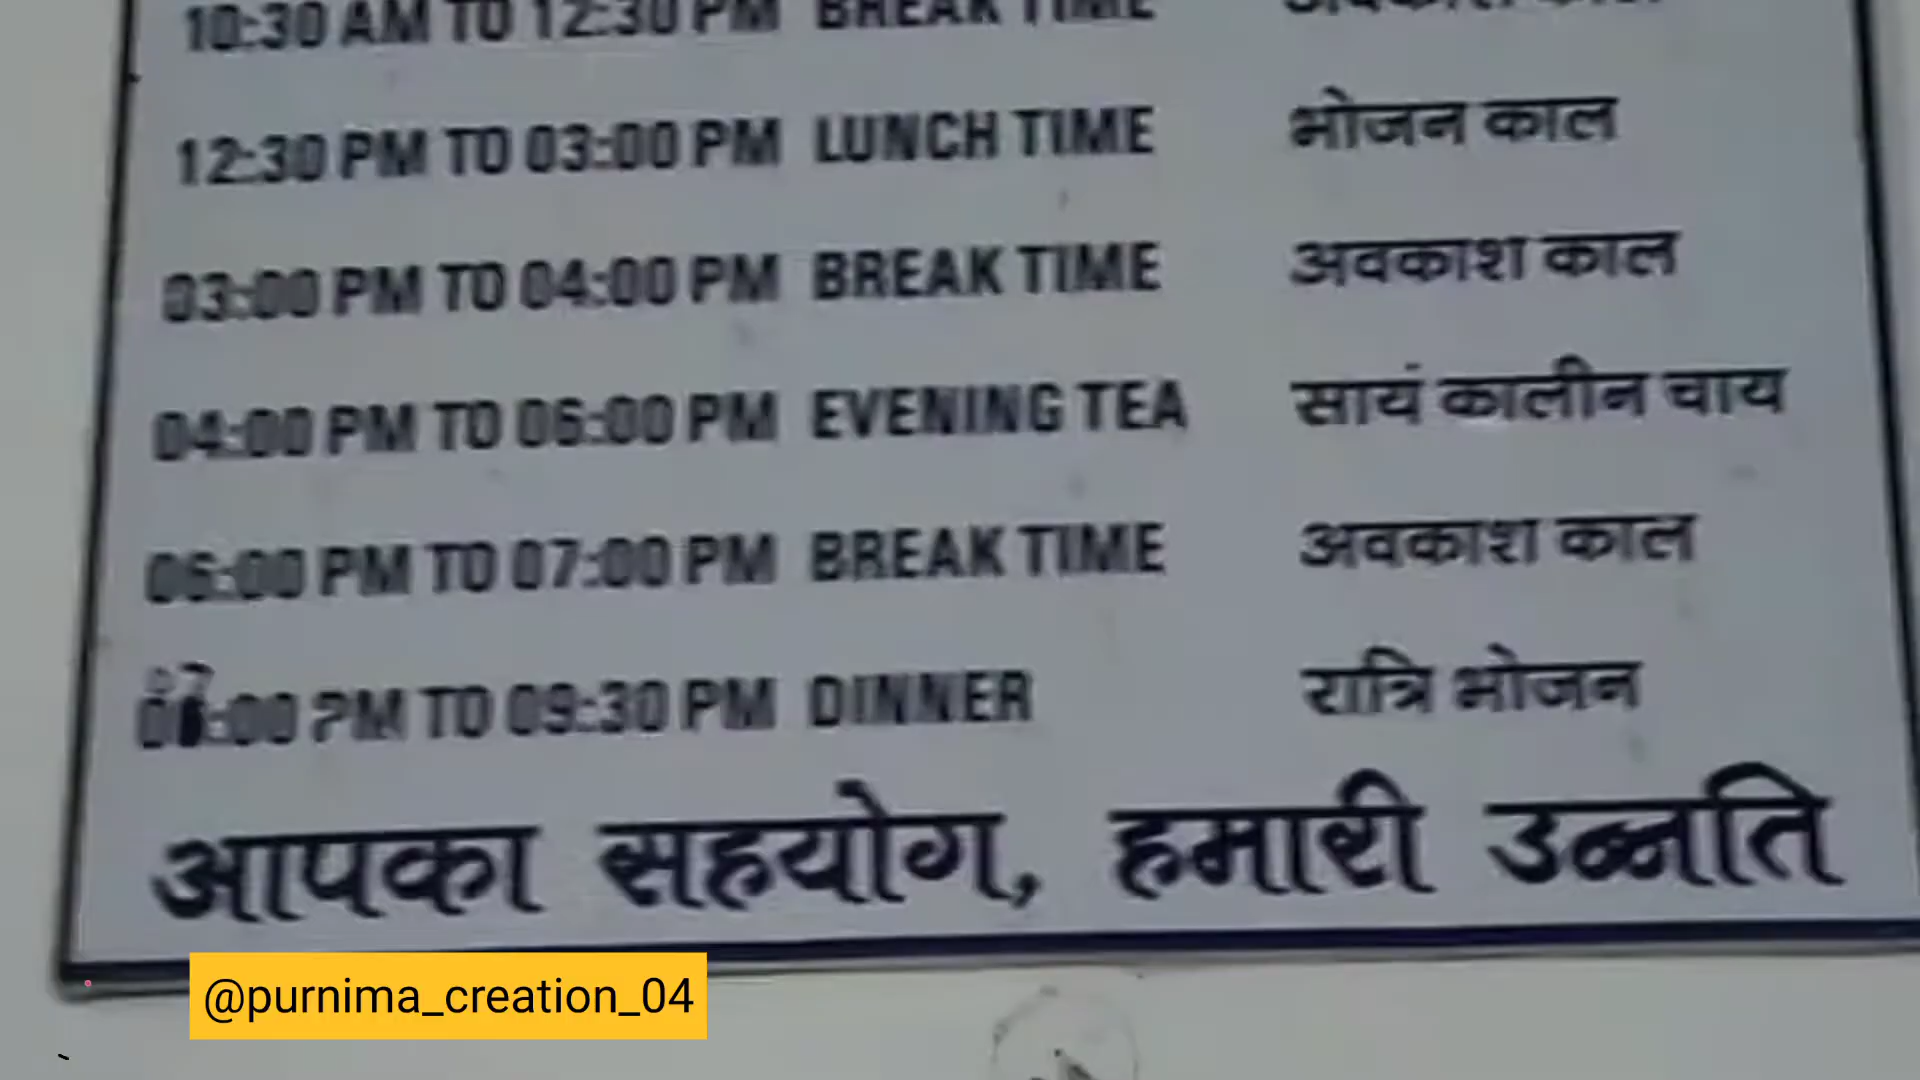 10:30 AM TO 12:30 PM BREAK TIME अवकाश काल
12:30 PM TO 03:00 PM LUNCH TIME भोजन काल
03:00 PM TO 04:00 PM BREAK TIME अवकाश काल
04:00 PM TO 06:00 PM EVENING TEA सायं कालीन चाय
06:00 PM TO 07:00 PM BREAK TIME अवकाश काल
07:00 PM TO 09:30 PM DINNER रात्रि भोजन
आपका सहयोग, हमारी उन्नति
@purnima_creation_04